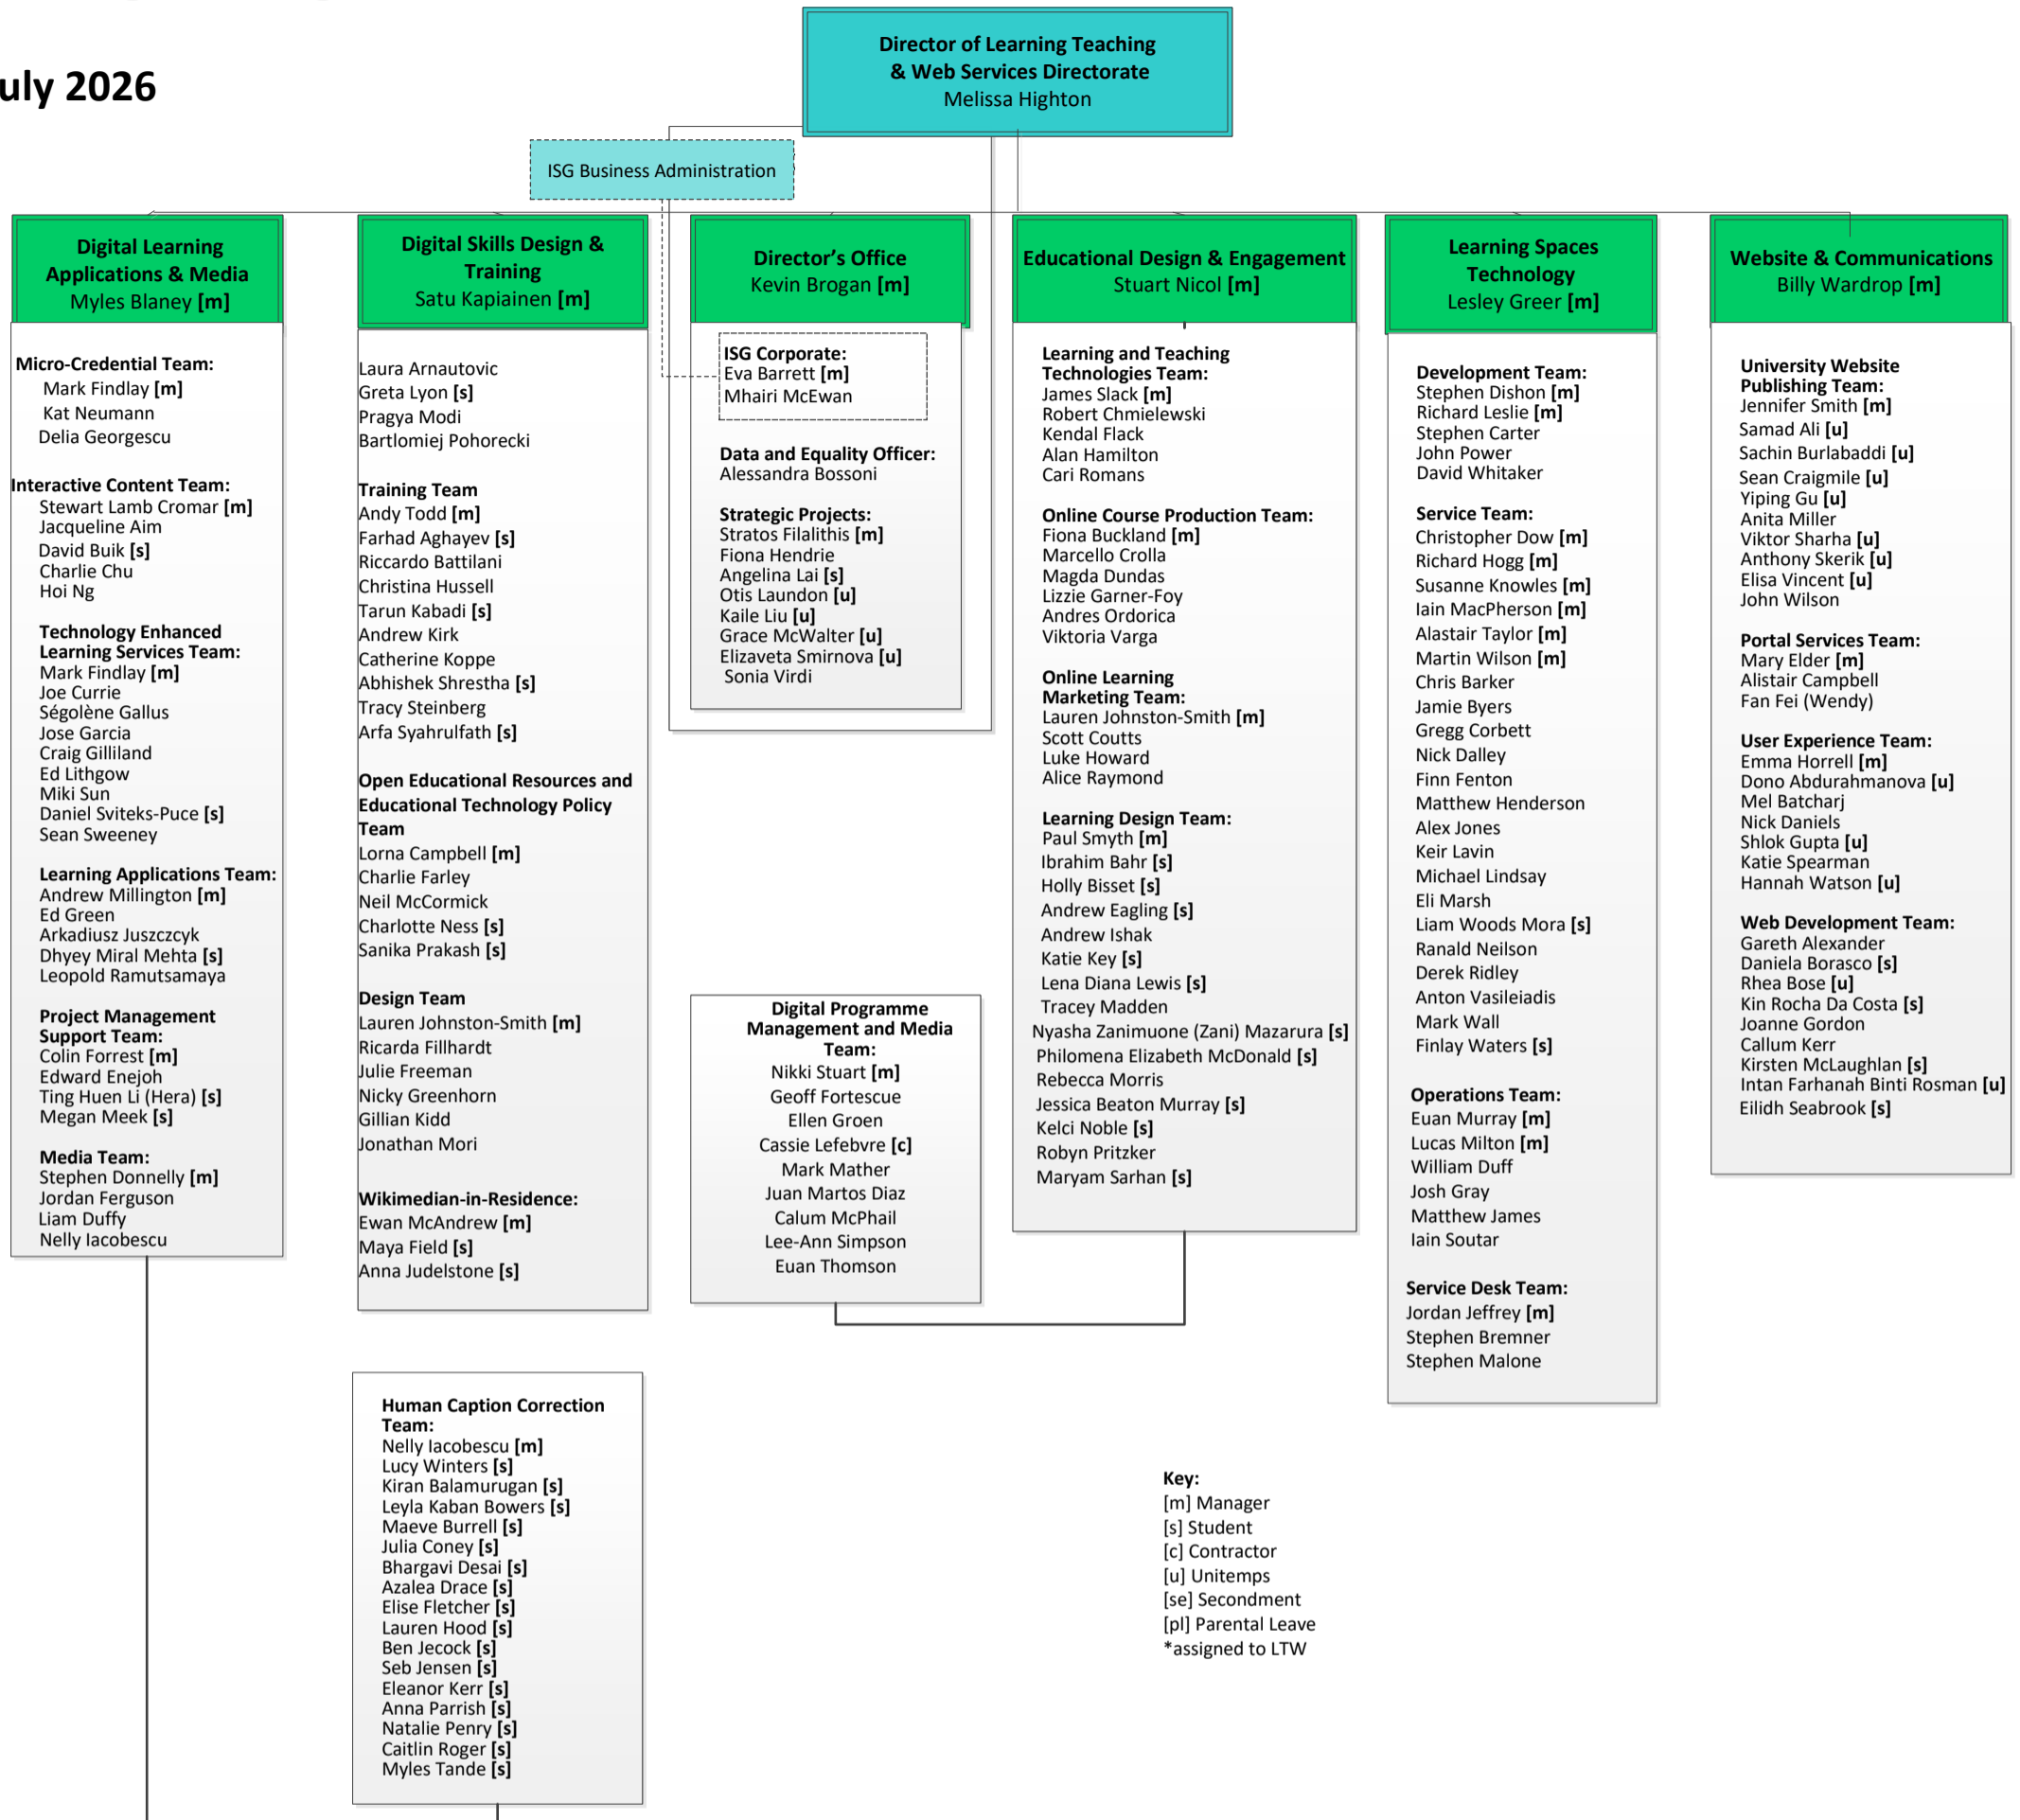 uly 2026
Director of Learning Teaching
& Web Services Directorate
Melissa Highton
ISG Business Administration
Digital Learning
Applications & Media
Myles Blaney [m]
Micro-Credential Team:
Mark Findlay [m]
Kat Neumann
Delia Georgescu
Interactive Content Team:
Stewart Lamb Cromar [m]
Jacqueline Aim
David Buik [s]
Charlie Chu
Hoi Ng
Technology Enhanced
Learning Services Team:
Mark Findlay [m]
Joe Currie
Ségolène Gallus
Jose Garcia
Craig Gilliland
Ed Lithgow
Miki Sun
Daniel Sviteks-Puce [s]
Sean Sweeney
Learning Applications Team:
Andrew Millington [m]
Ed Green
Arkadiusz Juszczcyk
Dhyey Miral Mehta [s]
Leopold Ramutsamaya
Project Management
Support Team:
Colin Forrest [m]
Edward Enejoh
Ting Huen Li (Hera) [s]
Megan Meek [s]
Media Team:
Stephen Donnelly [m]
Jordan Ferguson
Liam Duffy
Nelly Iacobescu
Digital Skills Design &
Training
Satu Kapiainen [m]
Laura Arnautovic
Greta Lyon [s]
Pragya Modi
Bartlomiej Pohorecki
Training Team
Andy Todd [m]
Farhad Aghayev [s]
Riccardo Battilani
Christina Hussell
Tarun Kabadi [s]
Andrew Kirk
Catherine Koppe
Abhishek Shrestha [s]
Tracy Steinberg
Arfa Syahrulfath [s]
Open Educational Resources and
Educational Technology Policy
Team
Lorna Campbell [m]
Charlie Farley
Neil McCormick
Charlotte Ness [s]
Sanika Prakash [s]
Design Team
Lauren Johnston-Smith [m]
Ricarda Fillhardt
Julie Freeman
Nicky Greenhorn
Gillian Kidd
Jonathan Mori
Wikimedian-in-Residence:
Ewan McAndrew [m]
Maya Field [s]
Anna Judelstone [s]
Human Caption Correction
Team:
Nelly Iacobescu [m]
Lucy Winters [s]
Kiran Balamurugan [s]
Leyla Kaban Bowers [s]
Maeve Burrell [s]
Julia Coney [s]
Bhargavi Desai [s]
Azalea Drace [s]
Elise Fletcher [s]
Lauren Hood [s]
Ben Jecock [s]
Seb Jensen [s]
Eleanor Kerr [s]
Anna Parrish [s]
Natalie Penry [s]
Caitlin Roger [s]
Myles Tande [s]
Director's Office
Kevin Brogan [m]
ISG Corporate:
Eva Barrett [m]
Mhairi McEwan
Data and Equality Officer:
Alessandra Bossoni
Strategic Projects:
Stratos Filalithis [m]
Fiona Hendrie
Angelina Lai [s]
Otis Laundon [u]
Kaile Liu [u]
Grace McWalter [u]
Elizaveta Smirnova [u]
Sonia Virdi
Digital Programme
Management and Media
Team:
Nikki Stuart [m]
Geoff Fortescue
Ellen Groen
Cassie Lefebvre [c]
Mark Mather
Juan Martos Diaz
Calum McPhail
Lee-Ann Simpson
Euan Thomson
Educational Design & Engagement
Stuart Nicol [m]
Learning and Teaching
Technologies Team:
James Slack [m]
Robert Chmielewski
Kendal Flack
Alan Hamilton
Cari Romans
Online Course Production Team:
Fiona Buckland [m]
Marcello Crolla
Magda Dundas
Lizzie Garner-Foy
Andres Ordorica
Viktoria Varga
Online Learning
Marketing Team:
Lauren Johnston-Smith [m]
Scott Coutts
Luke Howard
Alice Raymond
Learning Design Team:
Paul Smyth [m]
Ibrahim Bahr [s]
Holly Bisset [s]
Andrew Eagling [s]
Andrew Ishak
Katie Key [s]
Lena Diana Lewis [s]
Tracey Madden
Nyasha Zanimuone (Zani) Mazarura [s]
Philomena Elizabeth McDonald [s]
Rebecca Morris
Jessica Beaton Murray [s]
Kelci Noble [s]
Robyn Pritzker
Maryam Sarhan [s]
Learning Spaces
Technology
Lesley Greer [m]
Development Team:
Stephen Dishon [m]
Richard Leslie [m]
Stephen Carter
John Power
David Whitaker
Service Team:
Christopher Dow [m]
Richard Hogg [m]
Susanne Knowles [m]
Iain MacPherson [m]
Alastair Taylor [m]
Martin Wilson [m]
Chris Barker
Jamie Byers
Gregg Corbett
Nick Dalley
Finn Fenton
Matthew Henderson
Alex Jones
Keir Lavin
Michael Lindsay
Eli Marsh
Liam Woods Mora [s]
Ranald Neilson
Derek Ridley
Anton Vasileiadis
Mark Wall
Finlay Waters [s]
Operations Team:
Euan Murray [m]
Lucas Milton [m]
William Duff
Josh Gray
Matthew James
Iain Soutar
Service Desk Team:
Jordan Jeffrey [m]
Stephen Bremner
Stephen Malone
Website & Communications
Billy Wardrop [m]
University Website
Publishing Team:
Jennifer Smith [m]
Samad Ali [u]
Sachin Burlabaddi [u]
Sean Craigmile [u]
Yiping Gu [u]
Anita Miller
Viktor Sharha [u]
Anthony Skerik [u]
Elisa Vincent [u]
John Wilson
Portal Services Team:
Mary Elder [m]
Alistair Campbell
Fan Fei (Wendy)
User Experience Team:
Emma Horrell [m]
Dono Abdurahmanova [u]
Mel Batcharj
Nick Daniels
Shlok Gupta [u]
Katie Spearman
Hannah Watson [u]
Web Development Team:
Gareth Alexander
Daniela Borasco [s]
Rhea Bose [u]
Kin Rocha Da Costa [s]
Joanne Gordon
Callum Kerr
Kirsten McLaughlan [s]
Intan Farhanah Binti Rosman [u]
Eilidh Seabrook [s]
Key:
[m] Manager
[s] Student
[c] Contractor
[u] Unitemps
[se] Secondment
[pl] Parental Leave
*assigned to LTW